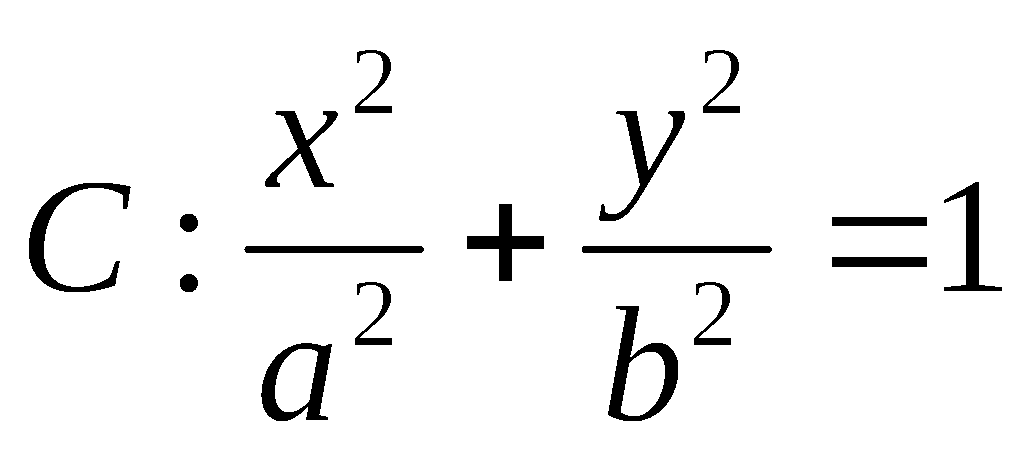 C: x²/a² + y²/b² = 1